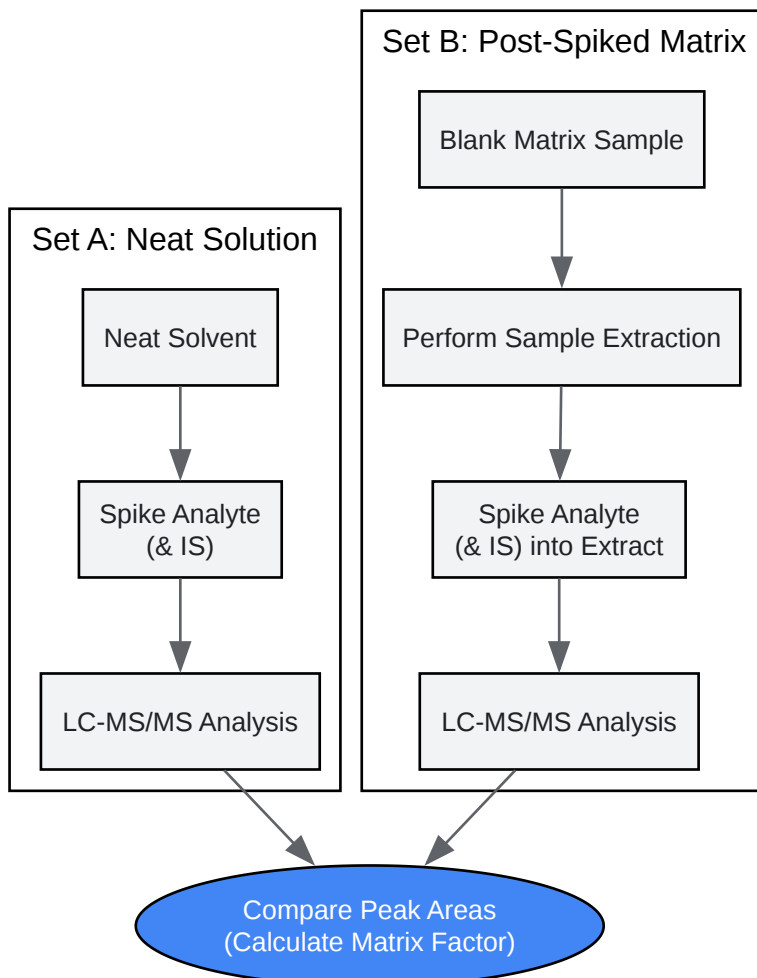 Set A: Neat Solution
Neat Solvent
Spike Analyte
(& IS)
LC-MS/MS Analysis
Set B: Post-Spiked Matrix
Blank Matrix Sample
Perform Sample Extraction
Spike Analyte
(& IS) into Extract
LC-MS/MS Analysis
Compare Peak Areas
(Calculate Matrix Factor)